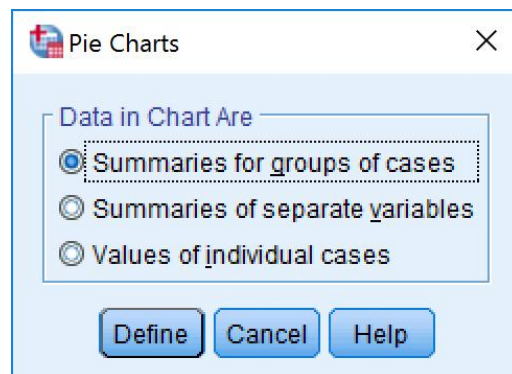 Pie Charts
Data in Chart Are
Summaries for groups of cases
Summaries of separate variables
Values of individual cases
Define Cancel Help